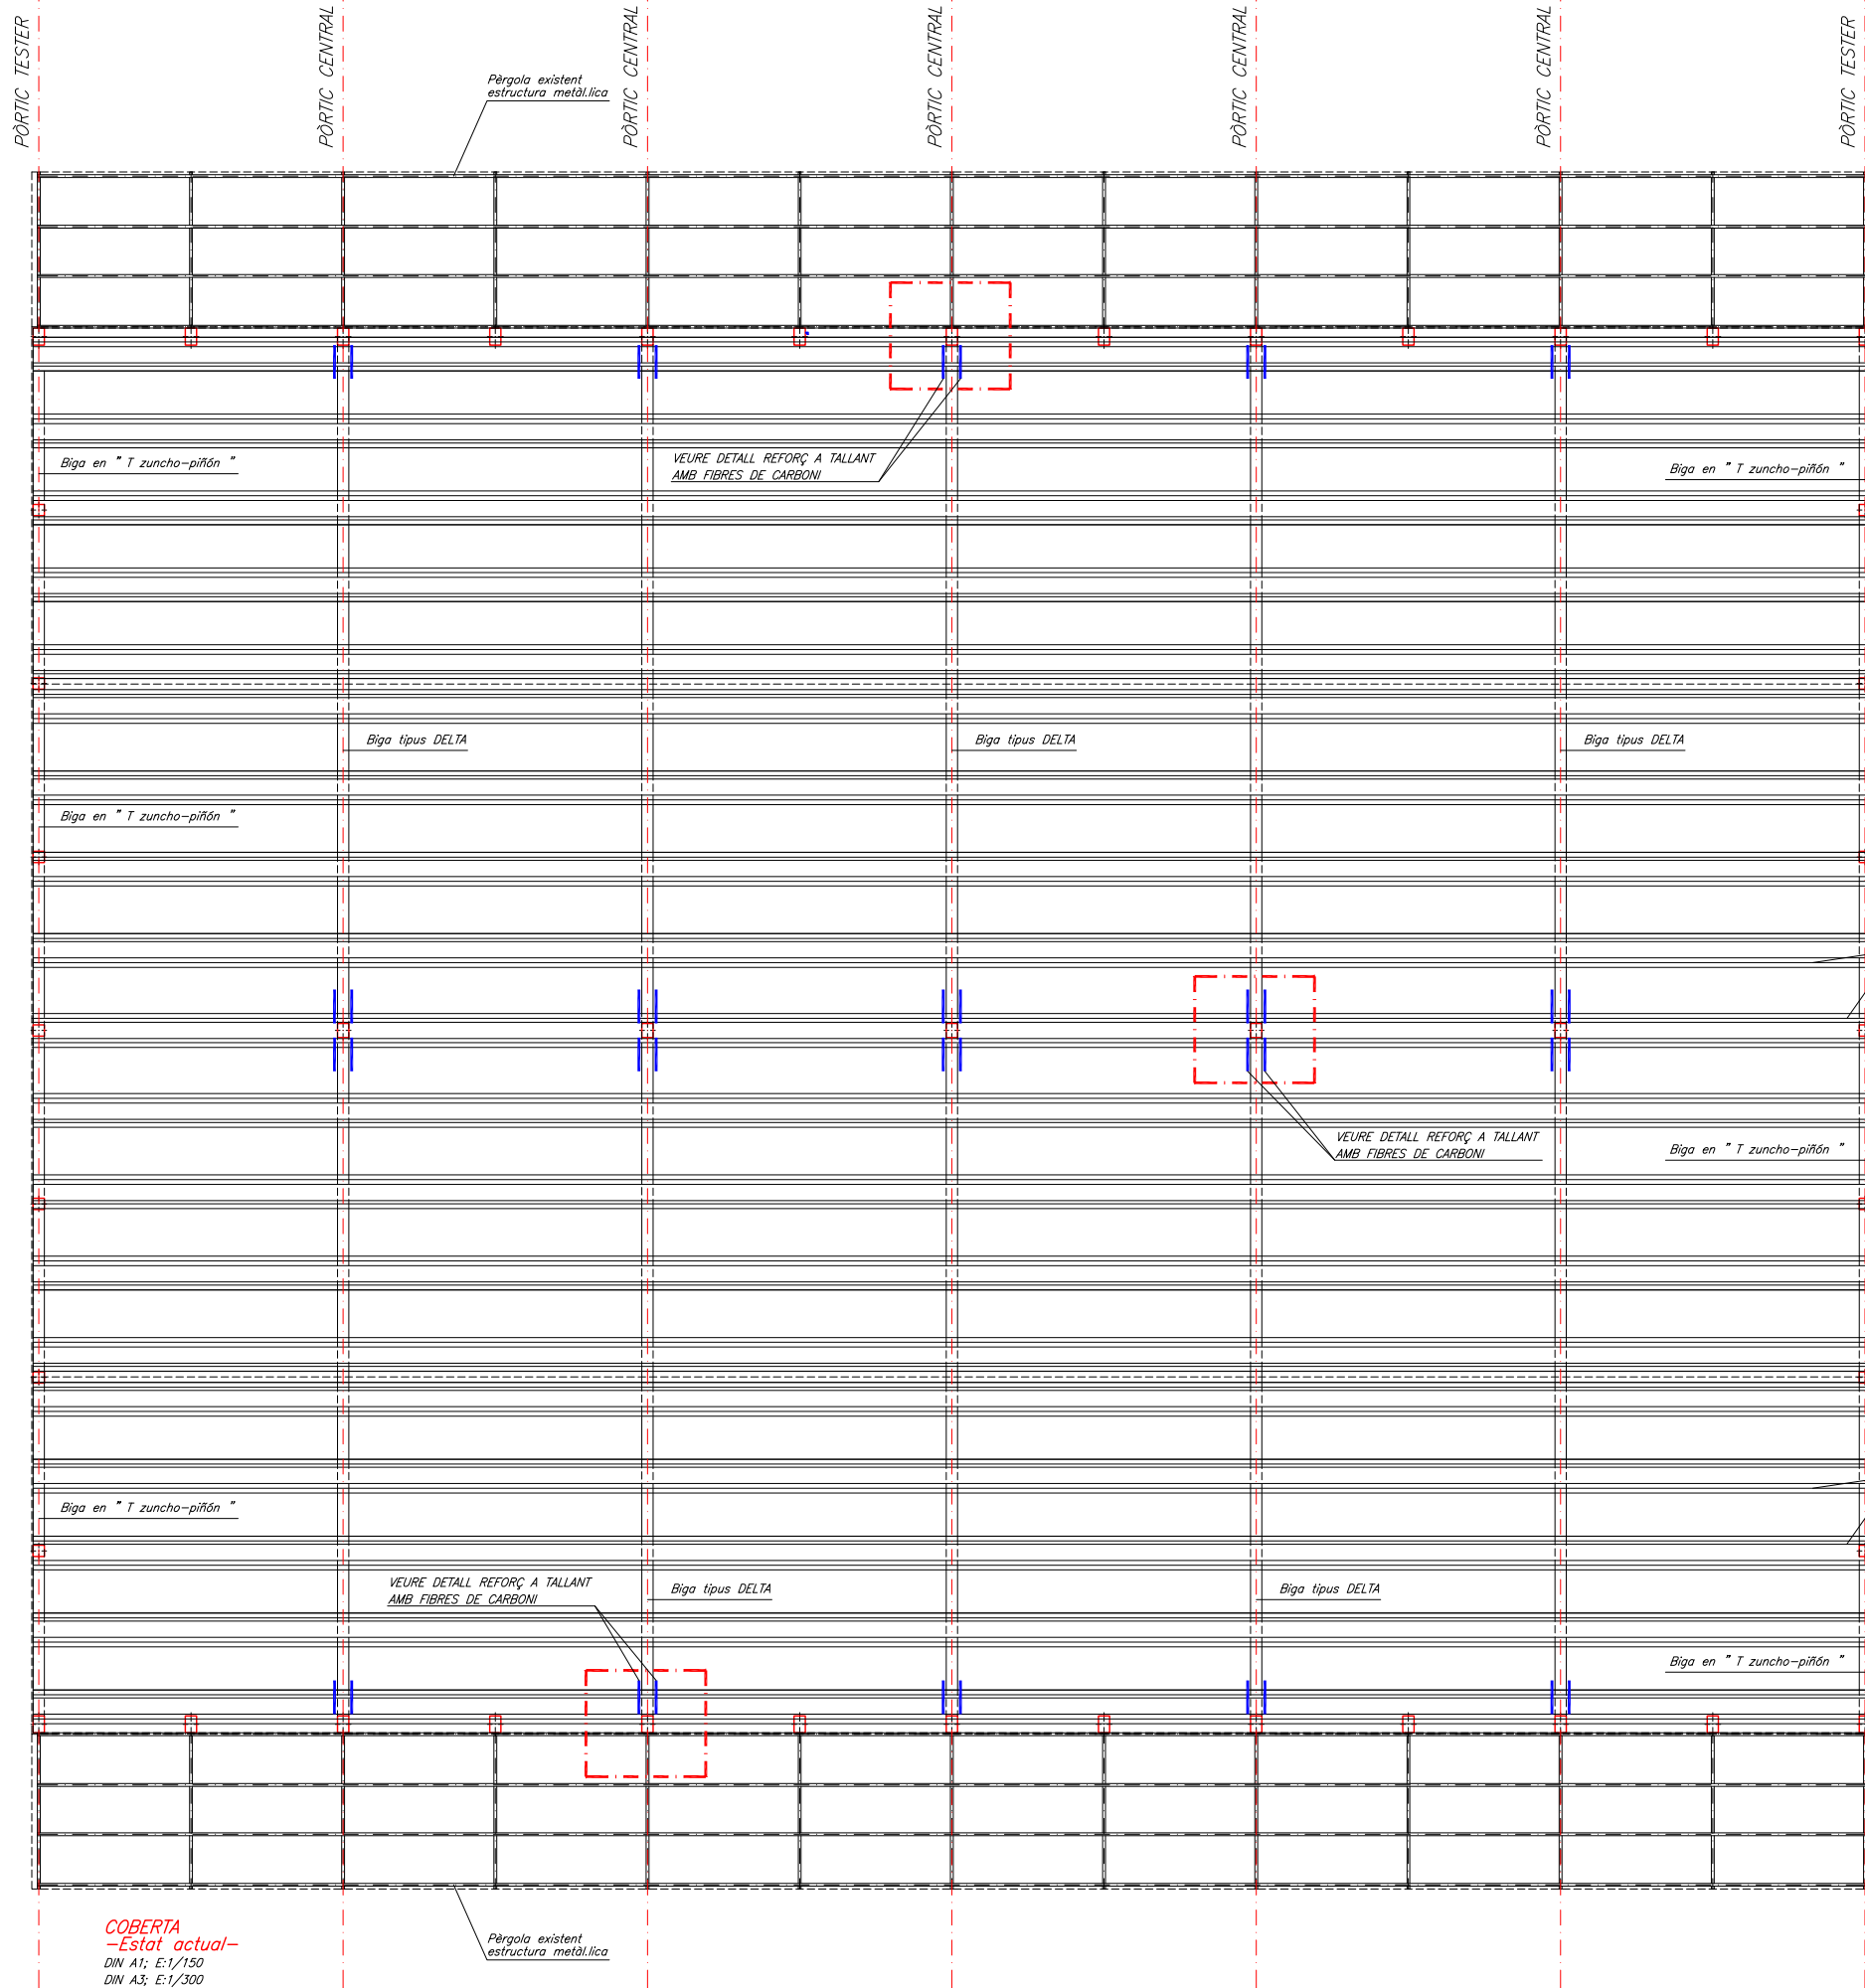 PÒRTIC TESTER
PÒRTIC CENTRAL
PÒRTIC CENTRAL
PÒRTIC CENTRAL
PÒRTIC CENTRAL
PÒRTIC CENTRAL
PÒRTIC TESTER
Pèrgola existent
estructura metàl.lica
Biga en " T zuncho-piñón "
VEURE DETALL REFORÇ A TALLANT
AMB FIBRES DE CARBONI
Biga en " T zuncho-piñón "
Biga tipus DELTA
Biga tipus DELTA
Biga tipus DELTA
Biga en " T zuncho-piñón "
VEURE DETALL REFORÇ A TALLANT
AMB FIBRES DE CARBONI
Biga en " T zuncho-piñón "
Biga en " T zuncho-piñón "
VEURE DETALL REFORÇ A TALLANT
AMB FIBRES DE CARBONI
Biga tipus DELTA
Biga tipus DELTA
Biga en " T zuncho-piñón "
COBERTA
-Estat actual-
DIN A1; E:1/150
DIN A3; E:1/300
Pèrgola existent
estructura metàl.lica